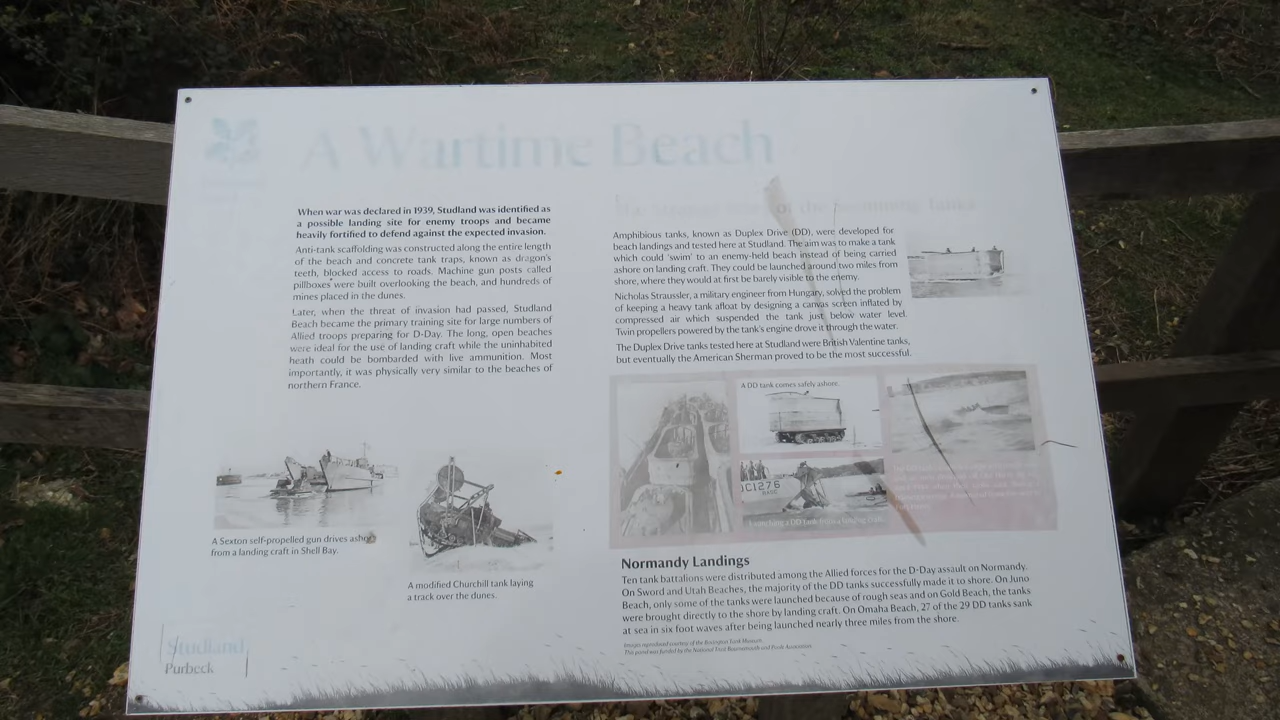 A Wartime Beach
When war was declared in 1939, Studland was identified as
a possible landing site for enemy troops and became
heavily fortified to defend against the expected invasion.
Anti-tank scaffolding was constructed along the entire length
of the beach and concrete tank traps, known as dragon's
teeth, blocked access to roads. Machine gun posts called
pillboxes were built overlooking the beach, and hundreds of
mines placed in the dunes.
Later, when the threat of invasion had passed, Studland
Beach became the primary training site for large numbers of
Allied troops preparing for D-Day. The long, open beaches
were ideal for the use of landing craft while the uninhabited
heath could be bombarded with live ammunition. Most
importantly, it was physically very similar to the beaches of
northern France.
A Sexton self-propelled gun drives ashore
from a landing craft in Shell Bay.
A modified Churchill tank laying
a track over the dunes.
Studland
Purbeck
of the
Amphibious tanks, known as Duplex Drive (DD), were developed for
beach landings and tested here at Studland. The aim was to make a tank
which could 'swim' to an enemy-held beach instead of being carried
ashore on landing craft. They could be launched around two miles from
shore, where they would at first be barely visible to the enemy.
Nicholas Straussler, a military engineer from Hungary, solved the problem
of keeping a heavy tank afloat by designing a canvas screen inflated by
compressed air which suspended the tank just below water level.
Twin propellers powered by the tank's engine drove it through the water.
The Duplex Drive tanks tested here at Studland were British Valentine tanks,
but eventually the American Sherman proved to be the most successful.
A DD tank comes safely ashore.
Launching a DD tank from a landing craft.
Normandy Landings
Ten tank battalions were distributed among the Allied forces for the D-Day assault on Normandy.
On Sword and Utah Beaches, the majority of the DD tanks successfully made it to shore. On Juno
Beach, only some of the tanks were launched because of rough seas and on Gold Beach, the tanks
were brought directly to the shore by landing craft. On Omaha Beach, 27 of the 29 DD tanks sank
at sea in six foot waves after being launched nearly three miles from the shore.
Images reproduced courtesy of the Bovington Tank Museum.
This panel was funded by the National Trust Bournemouth and Poole Association